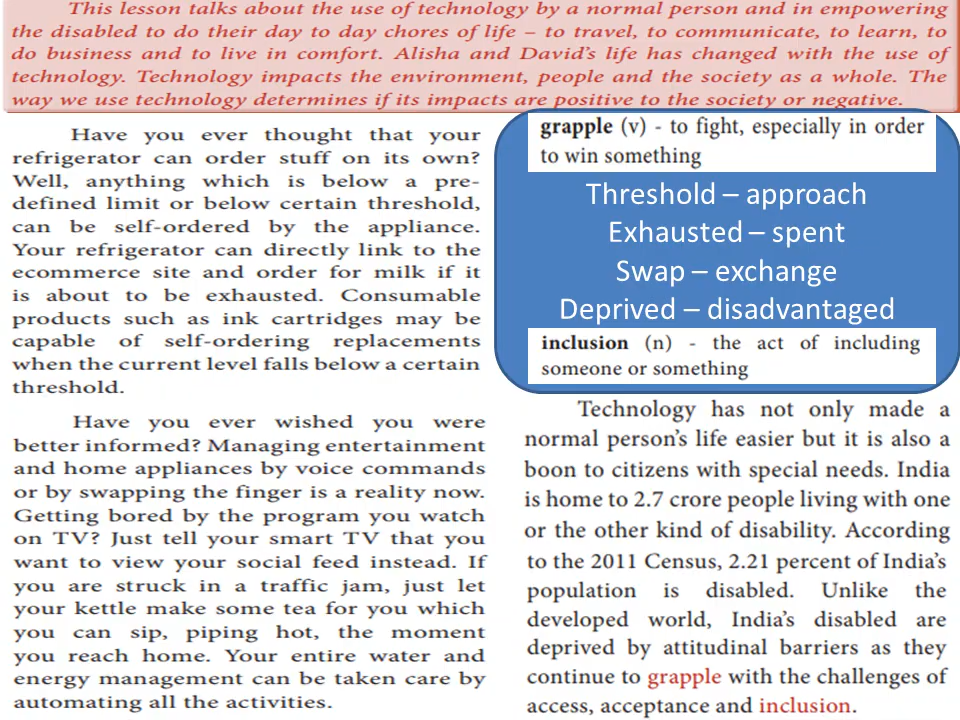 This lesson talks about the use of technology by a normal person and in empowering
the disabled to do their day to day chores of life – to travel, to communicate, to learn, to
do business and to live in comfort. Alisha and David's life has changed with the use of
technology. Technology impacts the environment, people and the society as a whole. The
way we use technology determines if its impacts are positive to the society or negative.
Have you ever thought that your
refrigerator can order stuff on its own?
Well, anything which is below a pre-
defined limit or below certain threshold,
can be self-ordered by the appliance.
Your refrigerator can directly link to the
ecommerce site and order for milk if it
is about to be exhausted. Consumable
products such as ink cartridges may be
capable of self-ordering replacements
when the current level falls below a certain
threshold.
Have you ever wished you were
better informed? Managing entertainment
and home appliances by voice commands
or by swapping the finger is a reality now.
Getting bored by the program you watch
on TV? Just tell your smart TV that you
want to view your social feed instead. If
you are struck in a traffic jam, just let
your kettle make some tea for you which
you can sip, piping hot, the moment
you reach home. Your entire water and
energy management can be taken care by
automating all the activities.
grapple (v) - to fight, especially in order
to win something
Threshold – approach
Exhausted – spent
Swap – exchange
Deprived – disadvantaged
inclusion (n) - the act of including
someone or something
Technology has not only made a
normal person's life easier but it is also a
boon to citizens with special needs. India
is home to 2.7 crore people living with one
or the other kind of disability. According
to the 2011 Census, 2.21 percent of India's
population is disabled. Unlike the
developed world, India's disabled are
deprived by attitudinal barriers as they
continue to grapple with the challenges of
access, acceptance and inclusion.